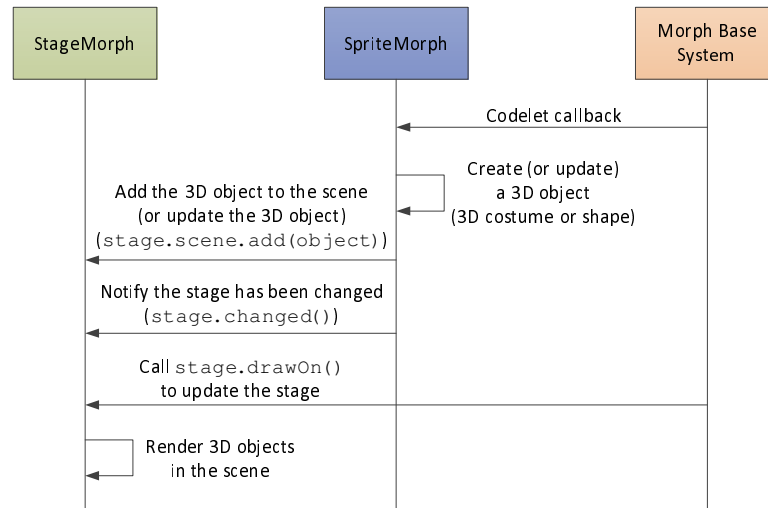 StageMorph
SpriteMorph
Morph Base
System
Codelet callback
Create (or update)
a 3D object
(3D costume or shape)
Add the 3D object to the scene
(or update the 3D object)
(stage.scene.add(object))
Notify the stage has been changed
(stage.changed())
Call stage.drawOn()
to update the stage
Render 3D objects
in the scene